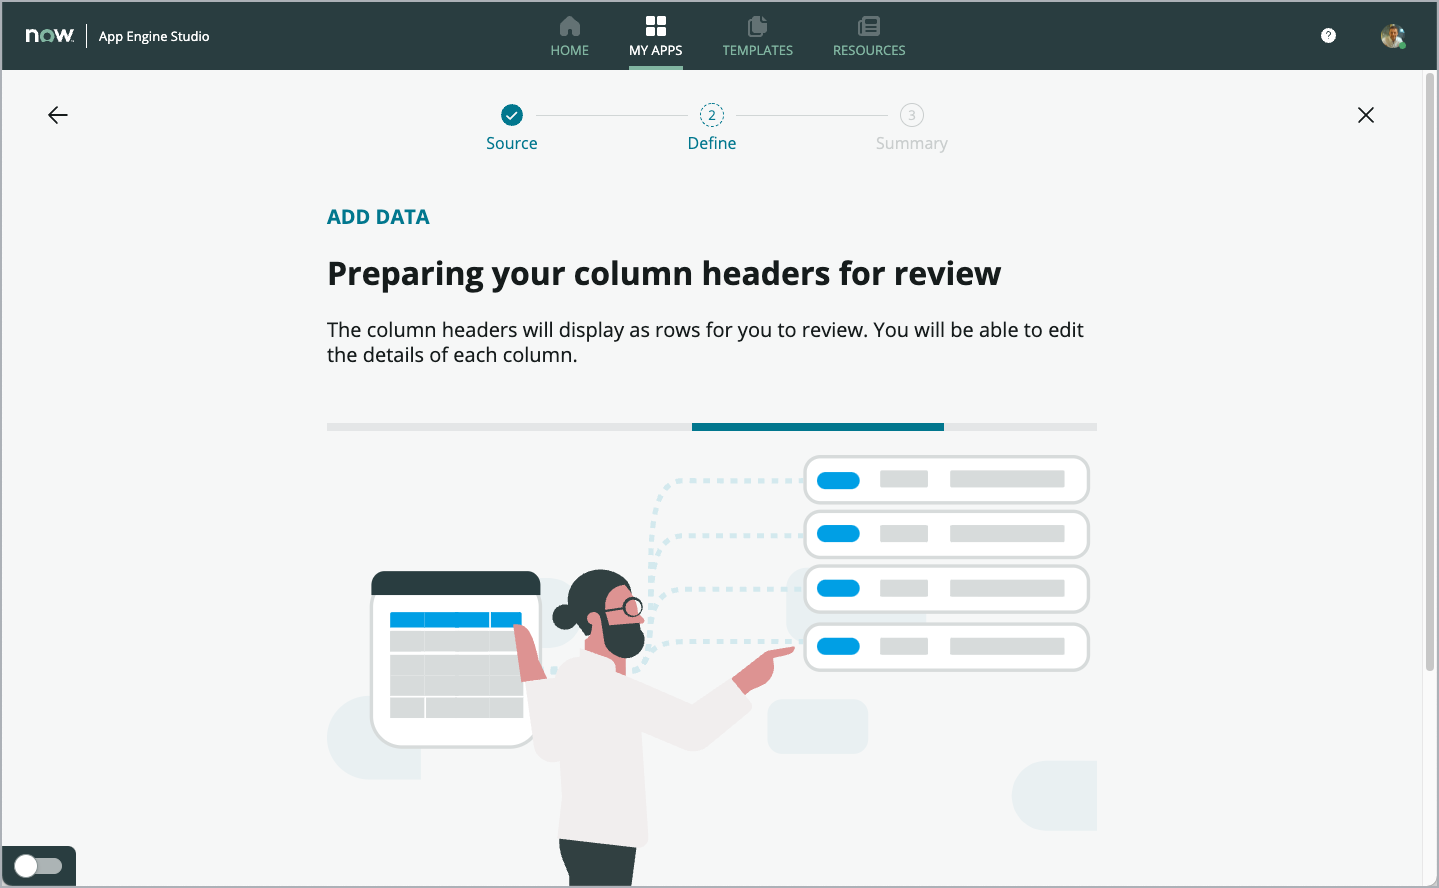 now.
App Engine Studio
HOME
MY APPS
TEMPLATES
RESOURCES
?
2
3
Source
Define
Summary
ADD DATA
Preparing your column headers for review
The column headers will display as rows for you to review. You will be able to edit
the details of each column.